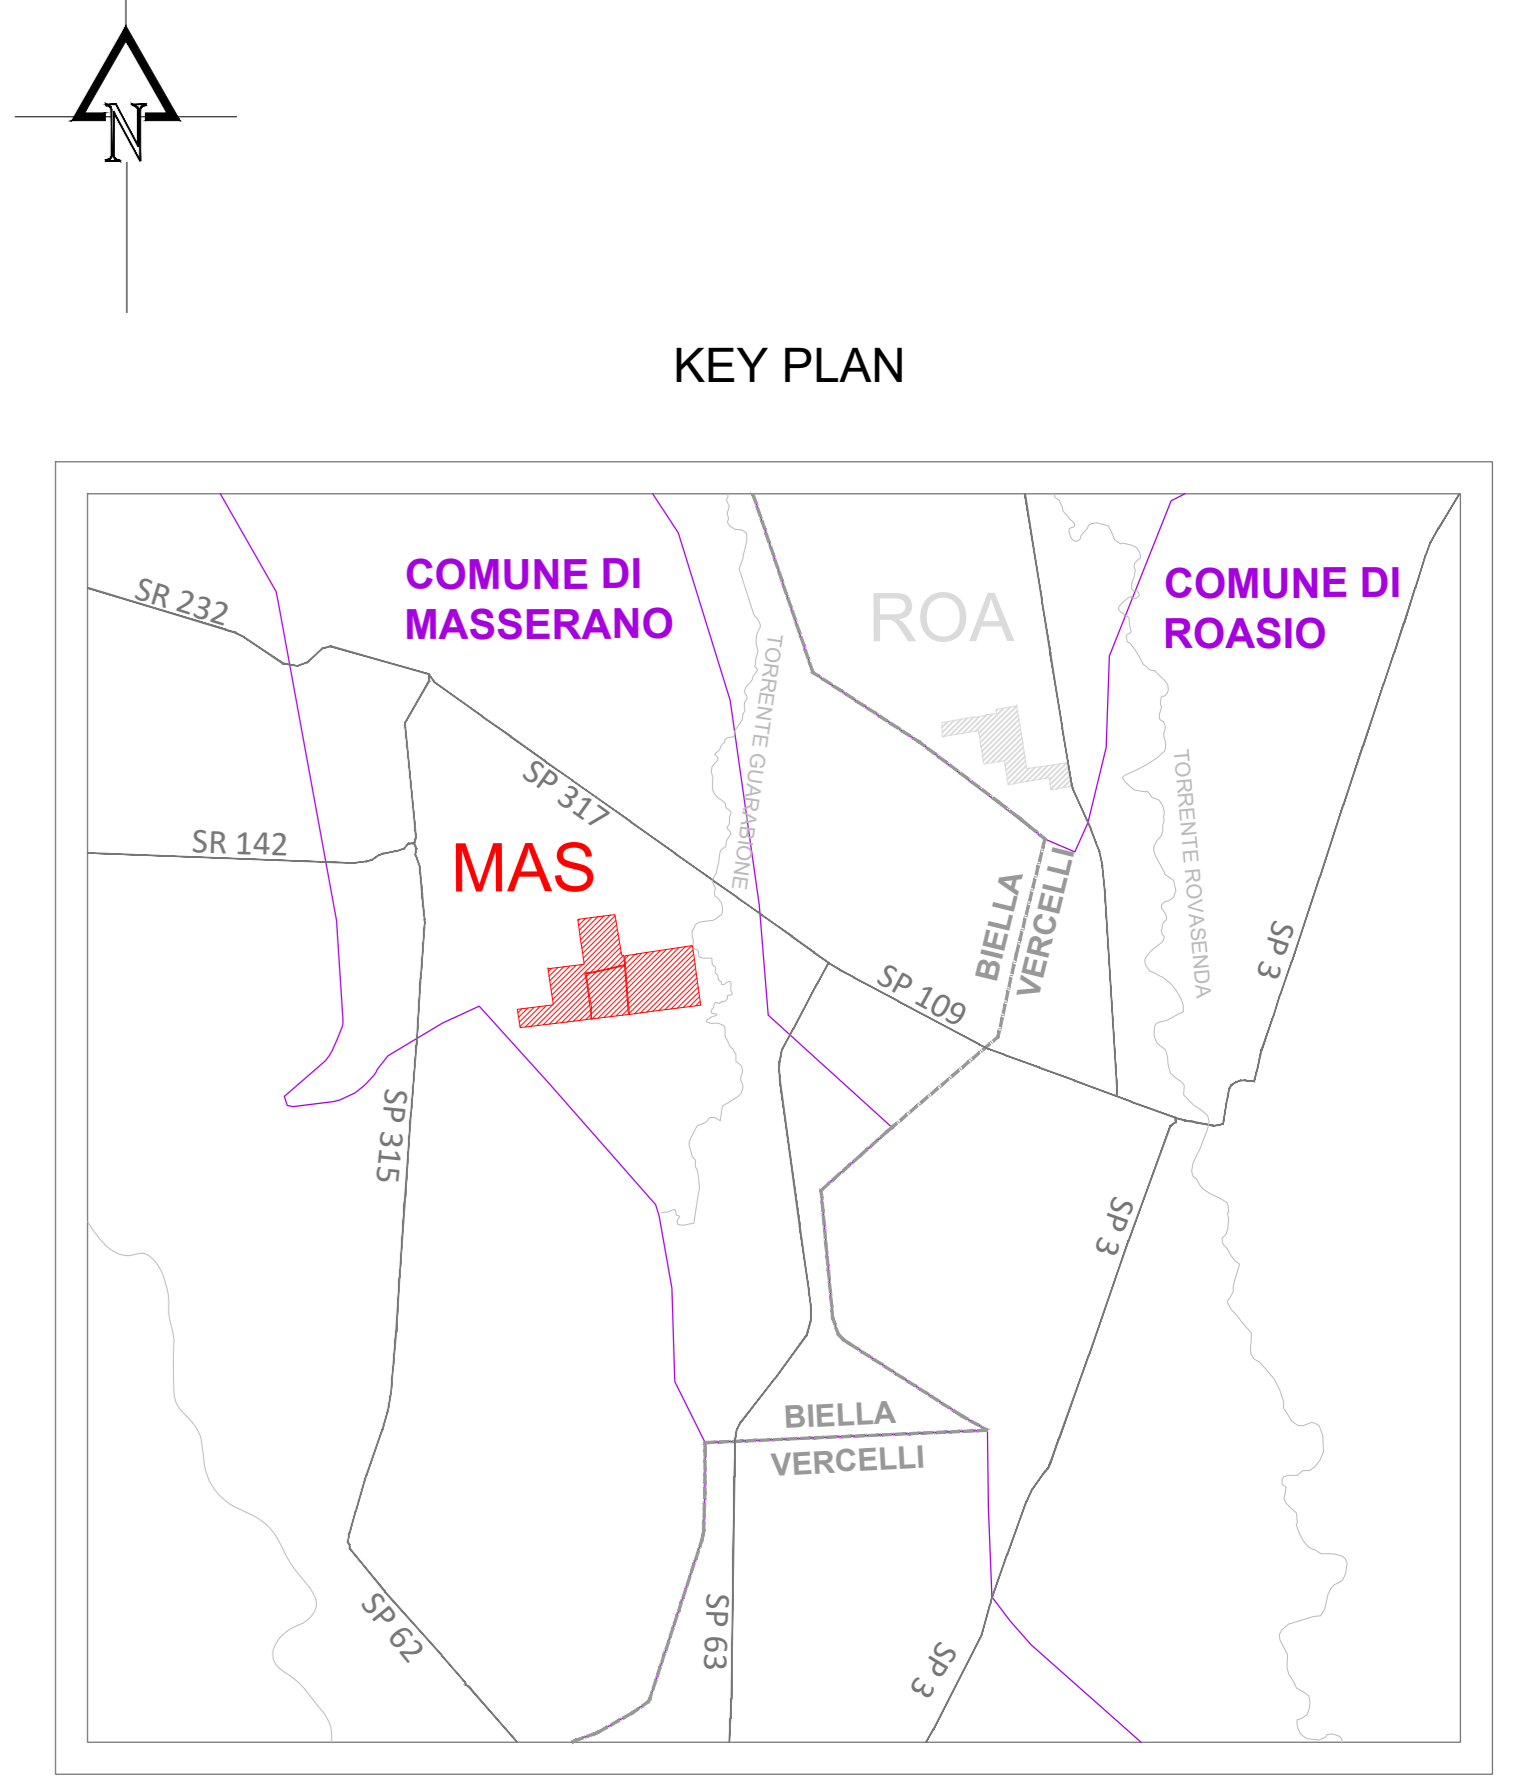 N
KEY PLAN
COMUNE DI
MASSERANO
COMUNE DI
ROASIO
SR 232
ROA
TORRENTE GUARABIONE
SP 317
TORRENTE ROVASENDA
SR 142
MAS
BIELLA
VERCELLI
SP 3
SP 109
SP 315
SP 3
BIELLA
VERCELLI
SP 62
SP 63
SP 3